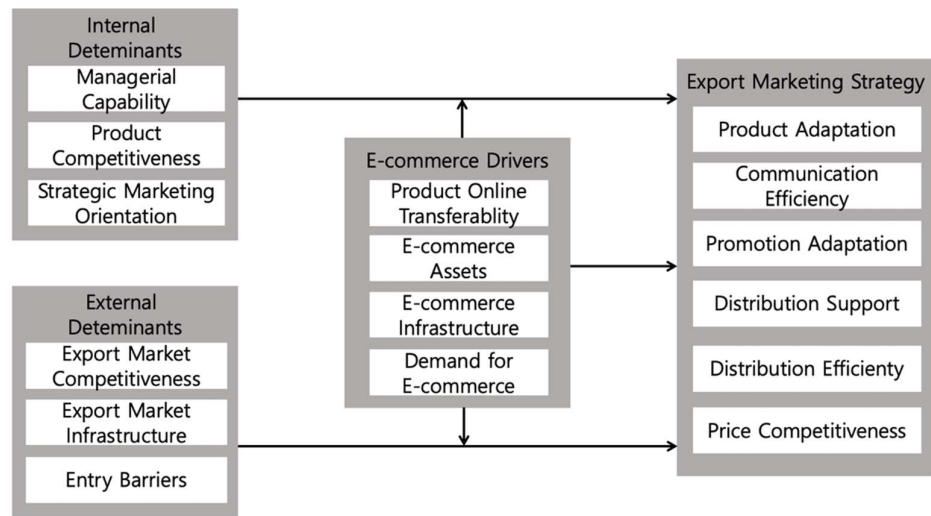 Internal
Deteminants
Managerial
Capability
Product
Competitiveness
Strategic Marketing
Orientation
External
Deteminants
Export Market
Competitiveness
Export Market
Infrastructure
Entry Barriers
E-commerce Drivers
Product Online
Transferablity
E-commerce
Assets
E-commerce
Infrastructure
Demand for
E-commerce
Export Marketing Strategy
Product Adaptation
Communication
Efficiency
Promotion Adaptation
Distribution Support
Distribution Efficienty
Price Competitiveness